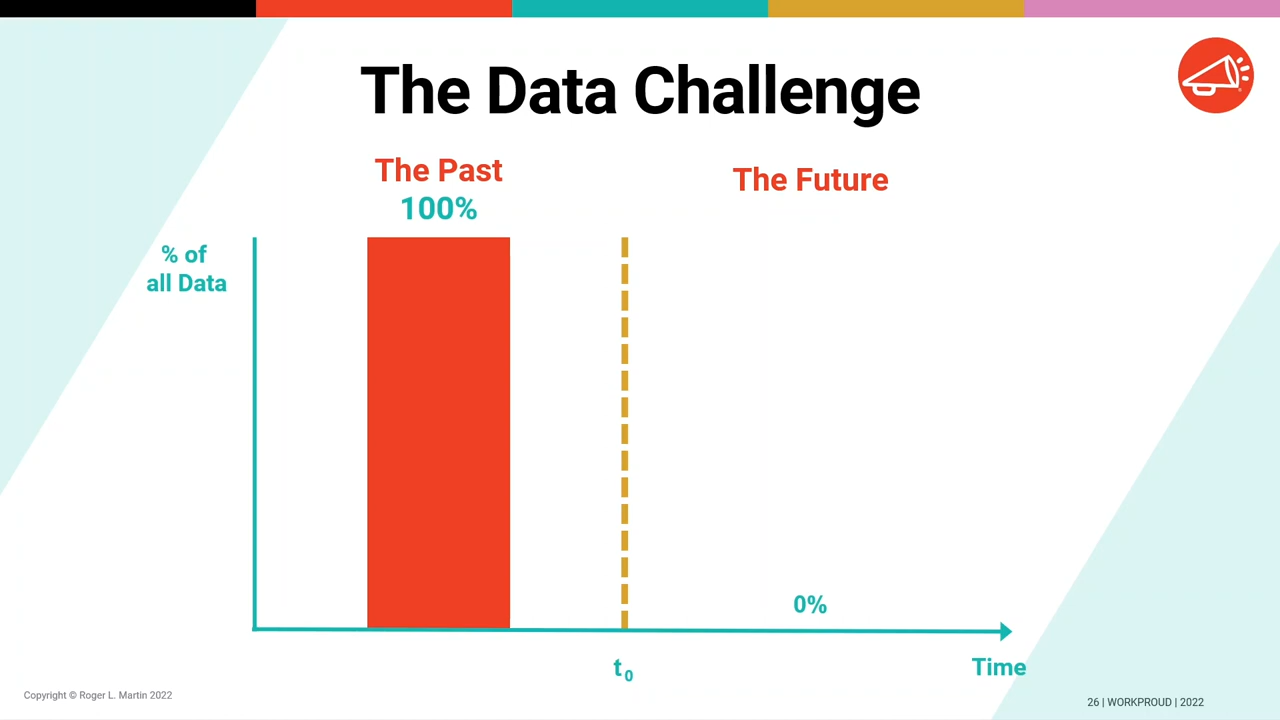 The Data Challenge
The Past
100%
The Future
% of
all Data
0%
t0
Time
Copyright © Roger L. Martin 2022
26 | WORKPROUD | 2022